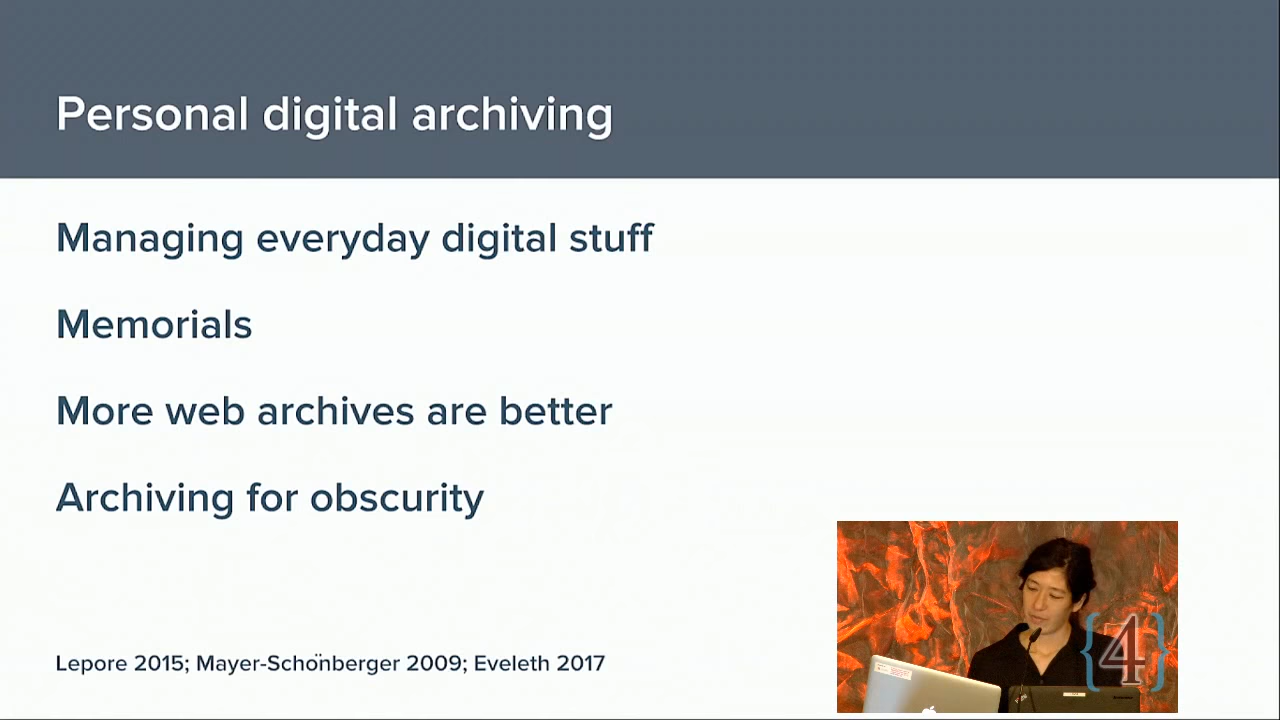 Personal digital archiving
Managing everyday digital stuff
Memorials
More web archives are better
Archiving for obscurity
Lepore 2015; Mayer-Schönberger 2009; Eveleth 2017
{4}